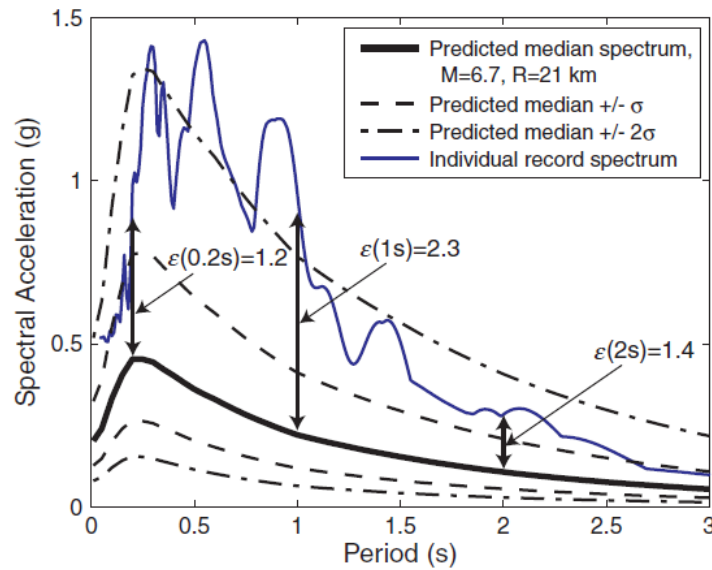 1.5
1
0.5
0
Spectral Acceleration (g)
Predicted median spectrum,
M=6.7, R=21 km
Predicted median +/- σ
Predicted median +/- 2σ
Individual record spectrum
ε(0.2s)=1.2
ε(1s)=2.3
ε(2s)=1.4
0 0.5 1 1.5 2 2.5 3
Period (s)